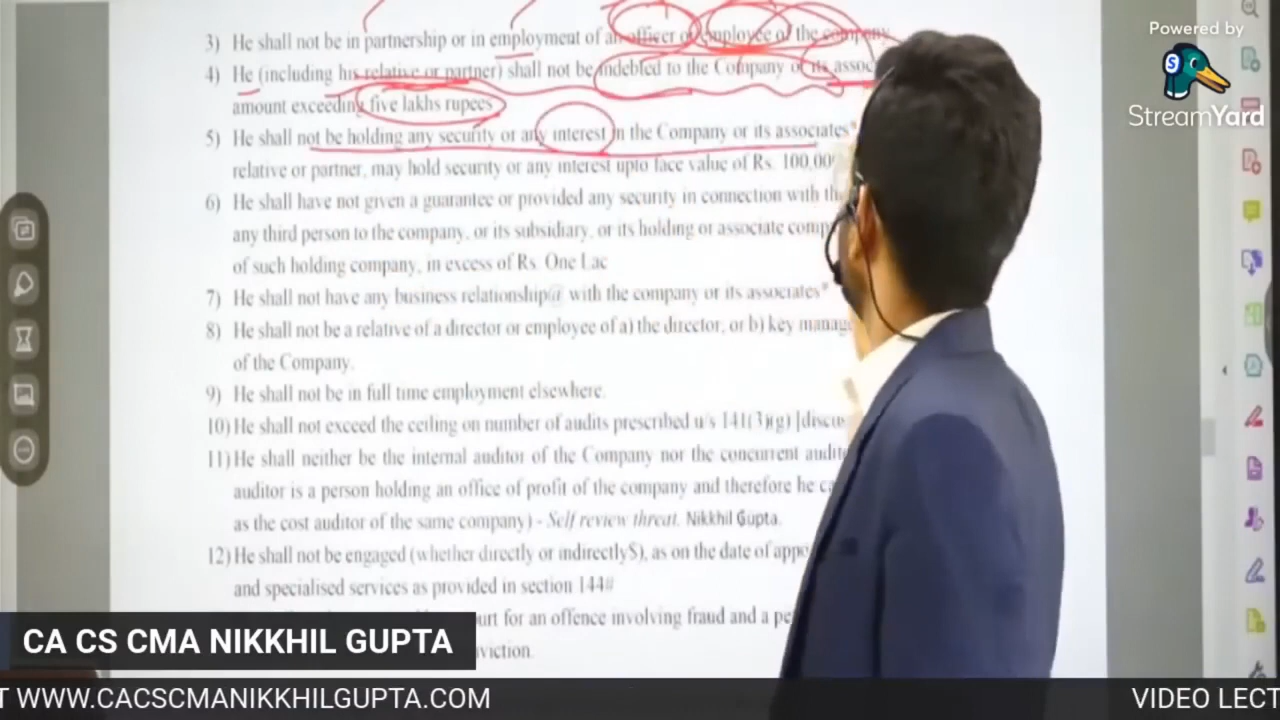 Powered by
StreamYard
3) He shall not be in partnership or in employment of an officer or employee of the company
4) He (including his relative or partner) shall not be indebted to the Company or its assoc
amount exceeding five lakhs rupees
5) He shall not be holding any security or any interest in the Company or its associates*
relative or partner, may hold security or any interest upto face value of Rs. 100,00
6) He shall have not given a guarantee or provided any security in connection with the
any third person to the company, or its subsidiary, or its holding or associate comp
of such holding company, in excess of Rs. One Lac
7) He shall not have any business relationship@ with the company or its associates*
8) He shall not be a relative of a director or employee of a) the director, or b) key manage
of the Company.
9) He shall not be in full time employment elsewhere.
10) He shall not exceed the ceiling on number of audits prescribed u/s 141(3)(g) [discus
11) He shall neither be the internal auditor of the Company nor the concurrent audit
auditor is a person holding an office of profit of the company and therefore he ca
as the cost auditor of the same company) - Self review threat. Nikkhil Gupta.
12) He shall not be engaged (whether directly or indirectly$), as on the date of appo
and specialised services as provided in section 144#
urt for an offence involving fraud and a pe
viction.
CA CS CMA NIKKHIL GUPTA
T WWW.CACSCMANIKKHILGUPTA.COM
VIDEO LECT